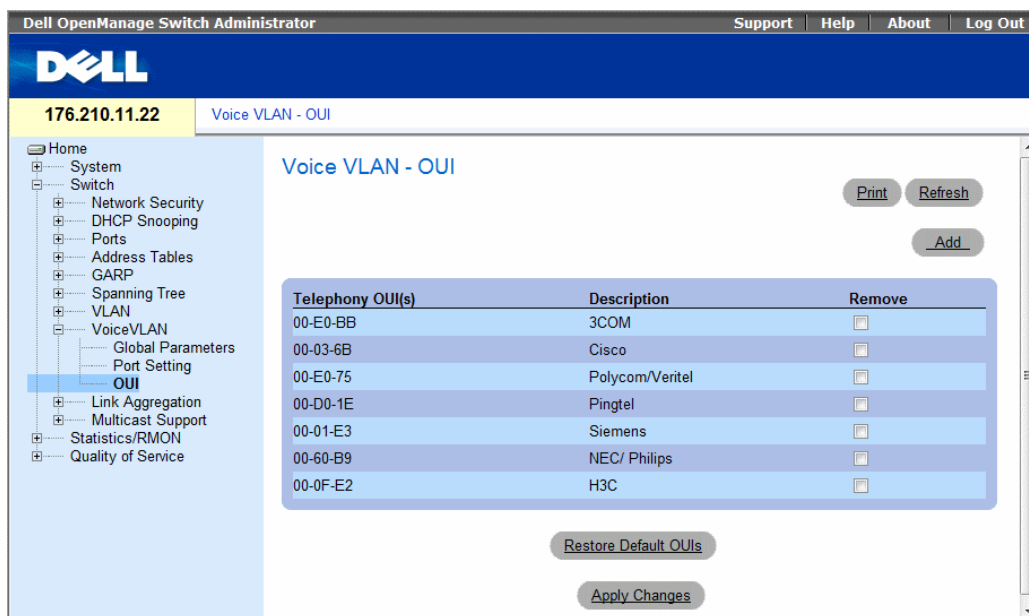 Dell OpenManage Switch Administrator Support Help About Log Out
DELL
176.210.11.22 Voice VLAN - OUI
Home
System
Switch
Network Security
DHCP Snooping
Ports
Address Tables
GARP
Spanning Tree
VLAN
VoiceVLAN
Global Parameters
Port Setting
OUI
Link Aggregation
Multicast Support
Statistics/RMON
Quality of Service
Voice VLAN - OUI
Print Refresh
Add
Telephony OUI(s) Description Remove
00-E0-BB 3COM
00-03-6B Cisco
00-E0-75 Polycom/Veritel
00-D0-1E Pingtel
00-01-E3 Siemens
00-60-B9 NEC/ Philips
00-0F-E2 H3C
Restore Default OUIs
Apply Changes